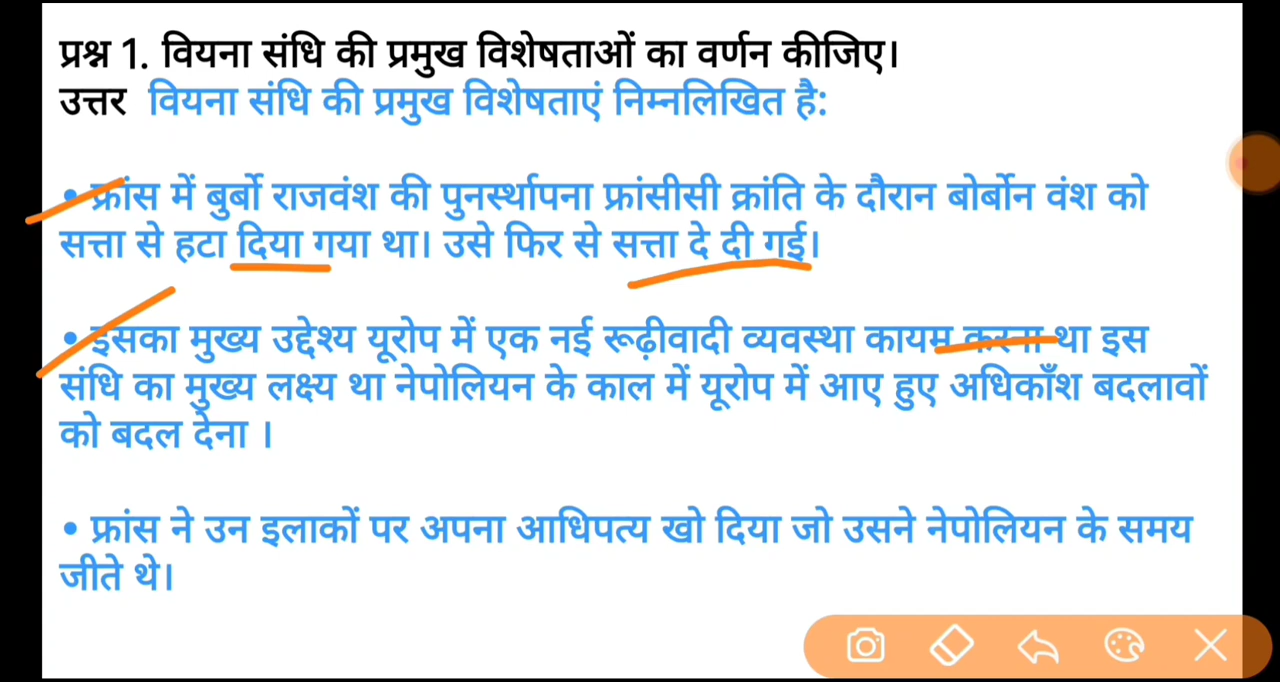 प्रश्न 1. वियना संधि की प्रमुख विशेषताओं का वर्णन कीजिए।
उत्तर वियना संधि की प्रमुख विशेषताएं निम्नलिखित है:
• फ्रांस में बुर्बो राजवंश की पुनर्स्थापना फ्रांसीसी क्रांति के दौरान बोर्बोन वंश को
सत्ता से हटा दिया गया था। उसे फिर से सत्ता दे दी गई।
• इसका मुख्य उद्देश्य यूरोप में एक नई रूढ़ीवादी व्यवस्था कायम करना था इस
संधि का मुख्य लक्ष्य था नेपोलियन के काल में यूरोप में आए हुए अधिकाँश बदलावों
को बदल देना ।
• फ्रांस ने उन इलाकों पर अपना आधिपत्य खो दिया जो उसने नेपोलियन के समय
जीते थे।